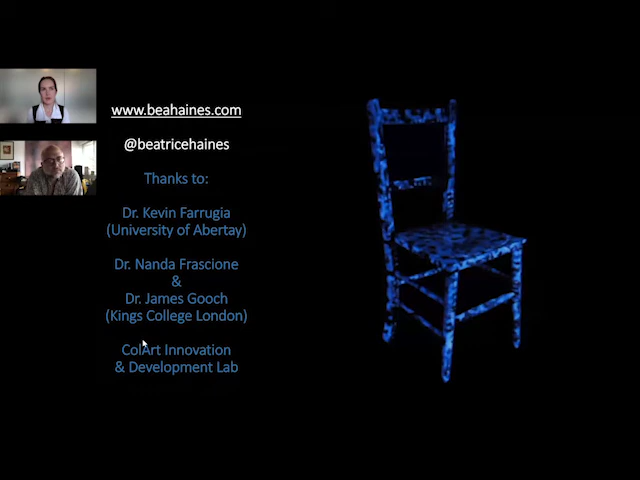 www.beahaines.com
@beatricehaines
Thanks to:
Dr. Kevin Farrugia
(University of Abertay)
Dr. Nanda Frascione
&
Dr. James Gooch
(Kings College London)
ColArt Innovation
& Development Lab